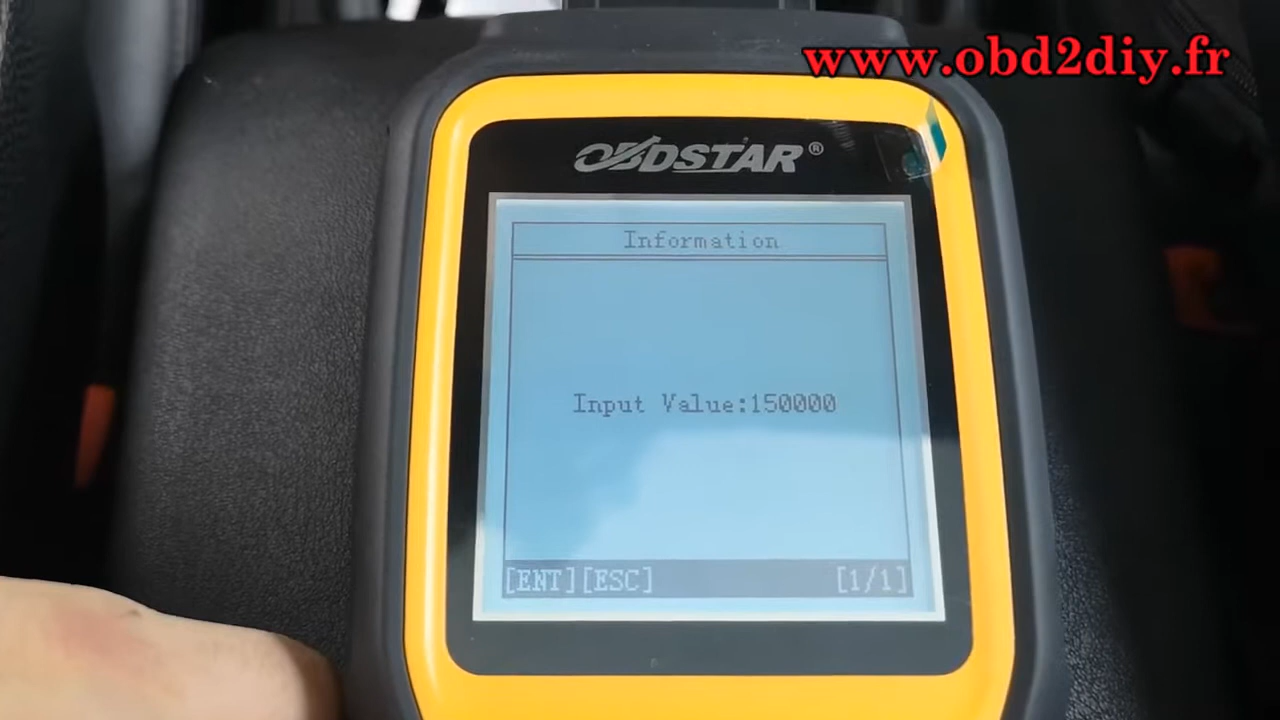 www.obd2diy.fr
OBDSTAR®
Information
Input Value:150000
[ENT][ESC] [1/1]